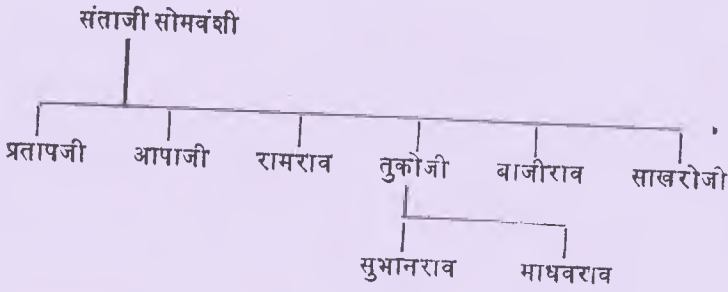 संताजी सोमवंशी
प्रतापजी आपाजी रामराव तुकोजी बाजीराव साखरोजी
सुभानराव माधवराव